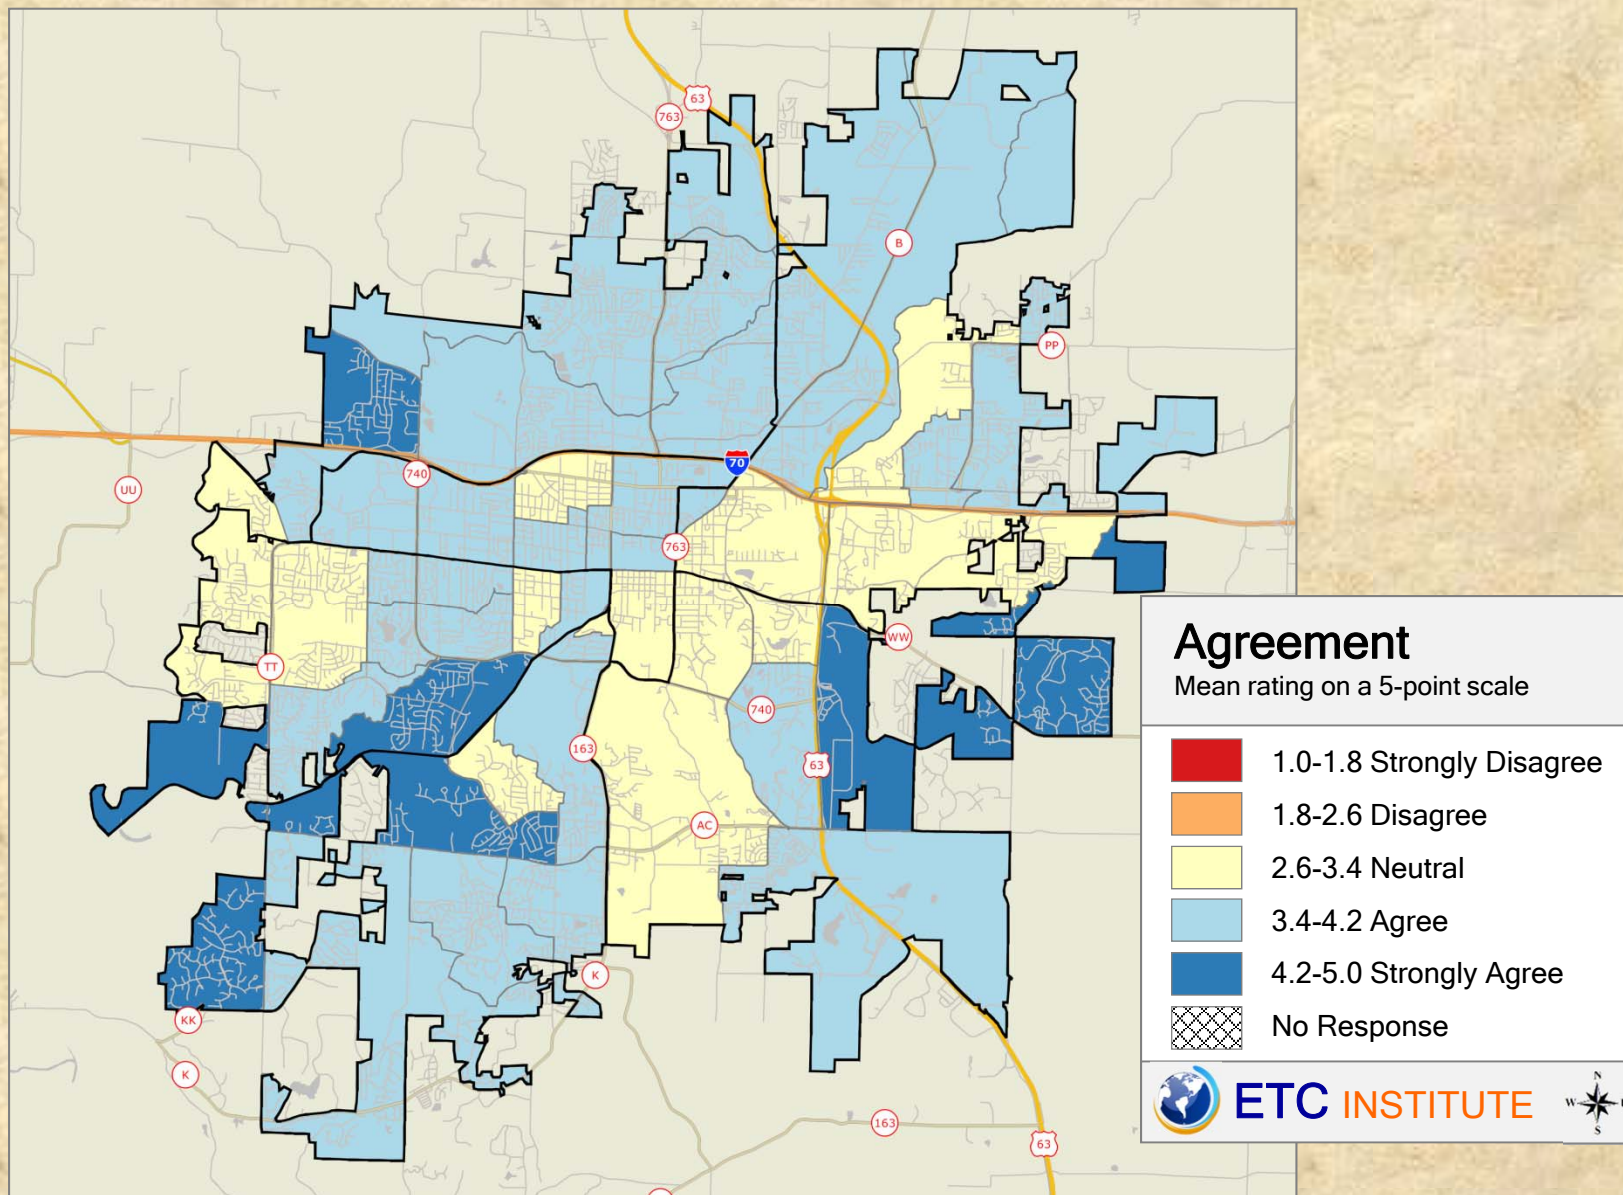 63
763
B
PP
70
740
UU
763
WW
TT
740
163
63
AC
K
KK
K
163
63
Agreement
Mean rating on a 5-point scale
1.0-1.8 Strongly Disagree
1.8-2.6 Disagree
2.6-3.4 Neutral
3.4-4.2 Agree
4.2-5.0 Strongly Agree
No Response
ETC INSTITUTE
N
W
S